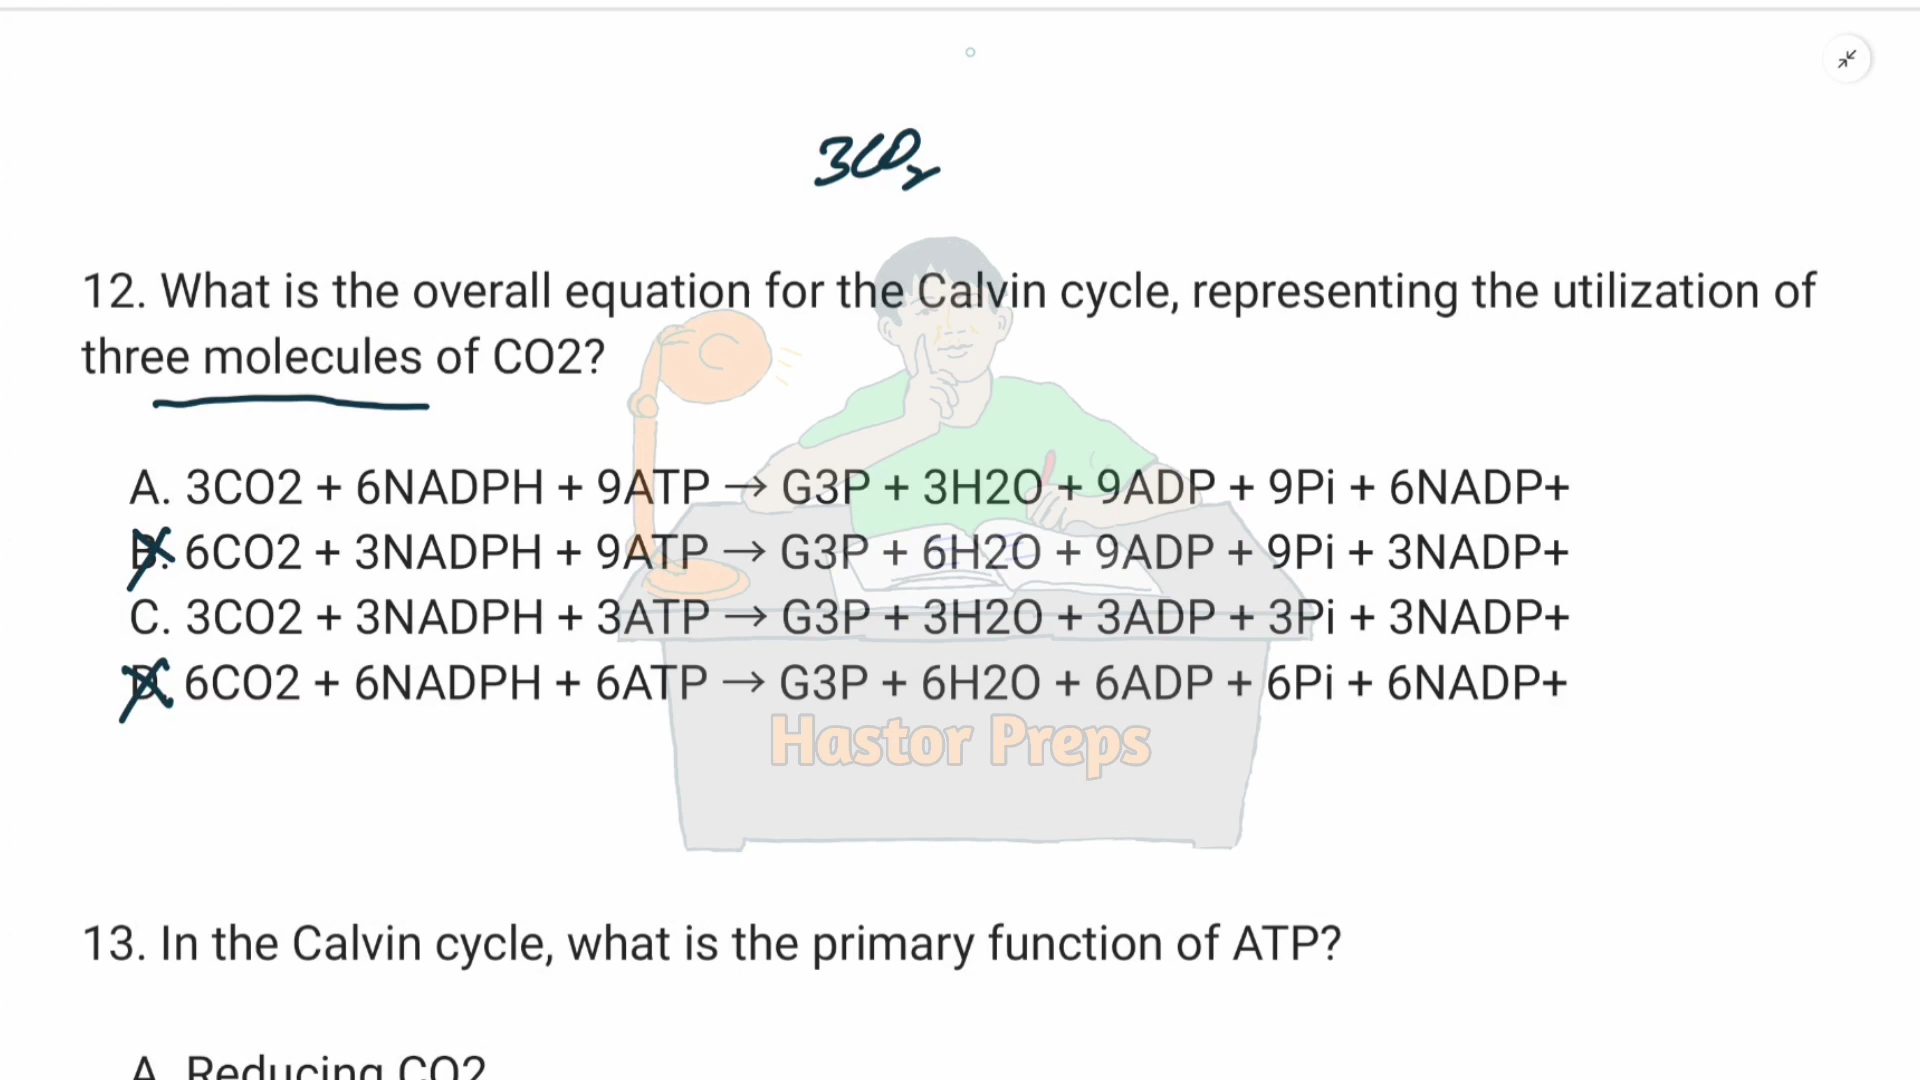 3CO2
12. What is the overall equation for the Calvin cycle, representing the utilization of
three molecules of CO2?
A. 3CO2 + 6NADPH + 9ATP → G3P + 3H2O + 9ADP + 9Pi + 6NADP+
B. 6CO2 + 3NADPH + 9ATP → G3P + 6H2O + 9ADP + 9Pi + 3NADP+
C. 3CO2 + 3NADPH + 3ATP → G3P + 3H2O + 3ADP + 3Pi + 3NADP+
D. 6CO2 + 6NADPH + 6ATP → G3P + 6H2O + 6ADP + 6Pi + 6NADP+
Hastor Preps
13. In the Calvin cycle, what is the primary function of ATP?
A. Reducing CO2